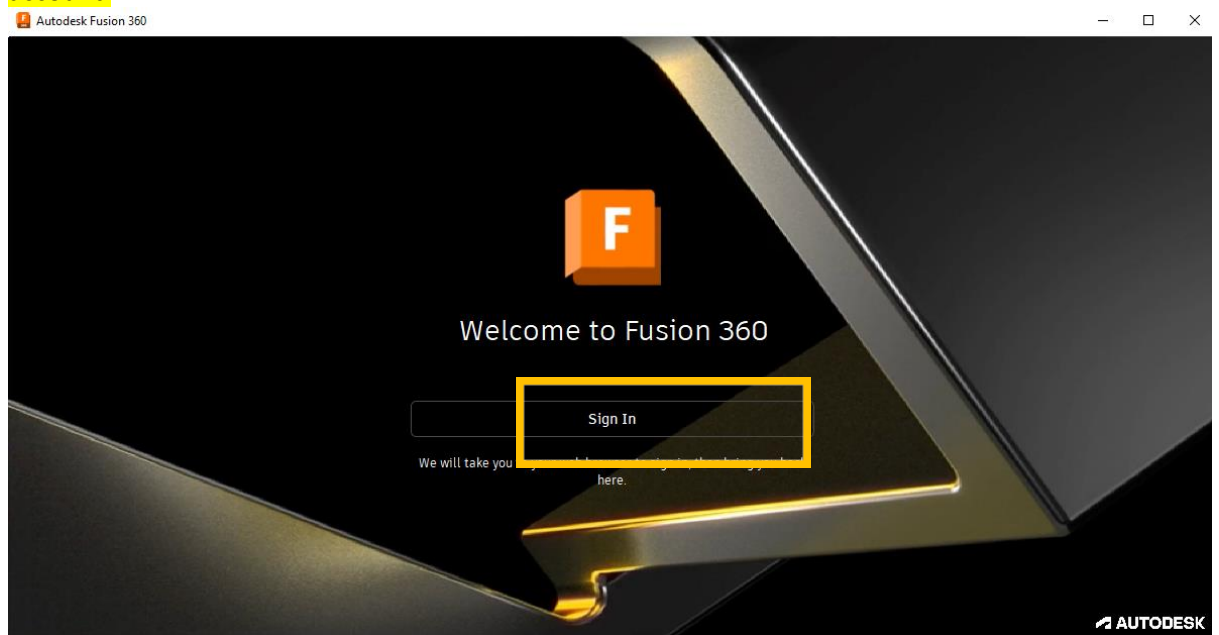 Autodesk Fusion 360
F
Welcome to Fusion 360
Sign In
We will take you
here.
AUTODESK